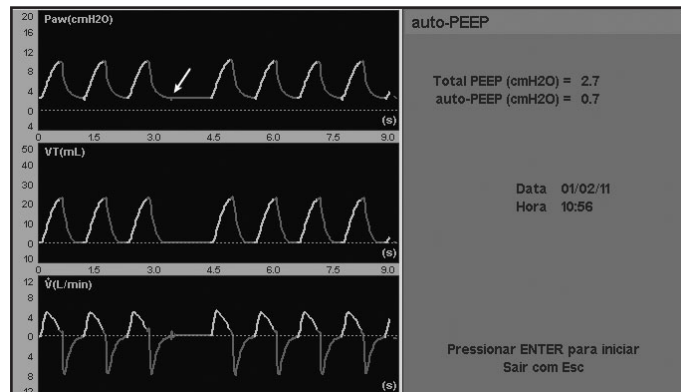 Paw(cmH2O)
20
16
12
8
4
0
4
(s)
0 1.5 3.0 4.5 6.0 7.5 9.0
VT(mL)
50
40
30
20
10
0
10
(s)
0 1.5 3.0 4.5 6.0 7.5 9.0
V̇(L/min)
12
8
4
0
4
8
12
(s)
auto-PEEP
Total PEEP (cmH2O) = 2.7
auto-PEEP (cmH2O) = 0.7
Data 01/02/11
Hora 10:56
Pressionar ENTER para iniciar
Sair com Esc